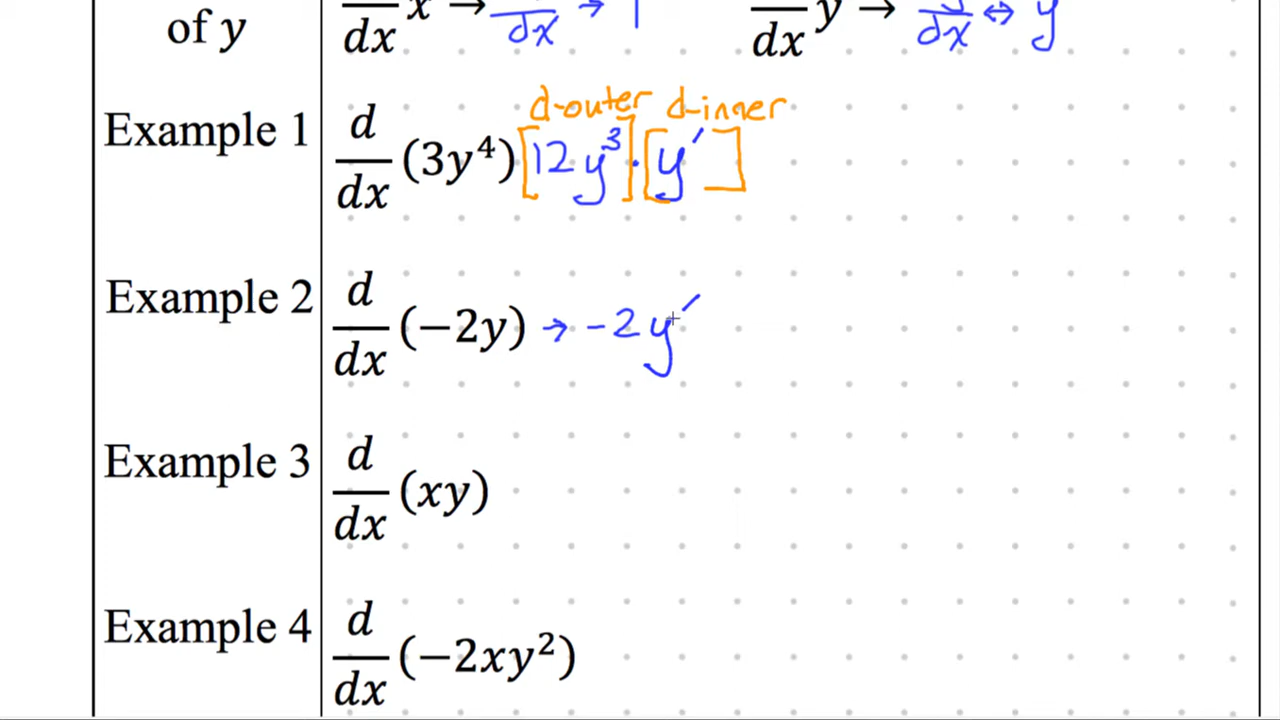 of y d/dx x → /dx → 1 d/dx y → y/dx ↔ y
d-outer d-inner
Example 1 d/dx (3y⁴) [12y³] · [y′]
Example 2 d/dx (−2y) → -2y′
Example 3 d/dx (xy)
Example 4 d/dx (−2xy²)